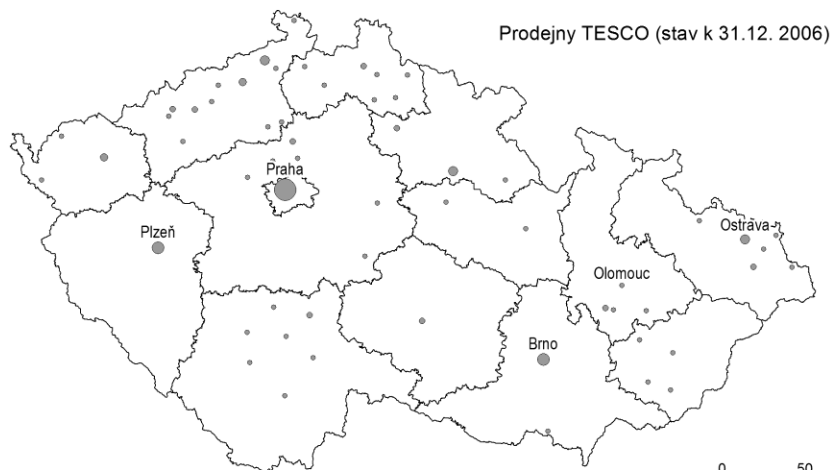 Prodejny TESCO (stav k 31.12. 2006)
Praha
Plzeň
Ostrava
Olomouc
Brno
0 50